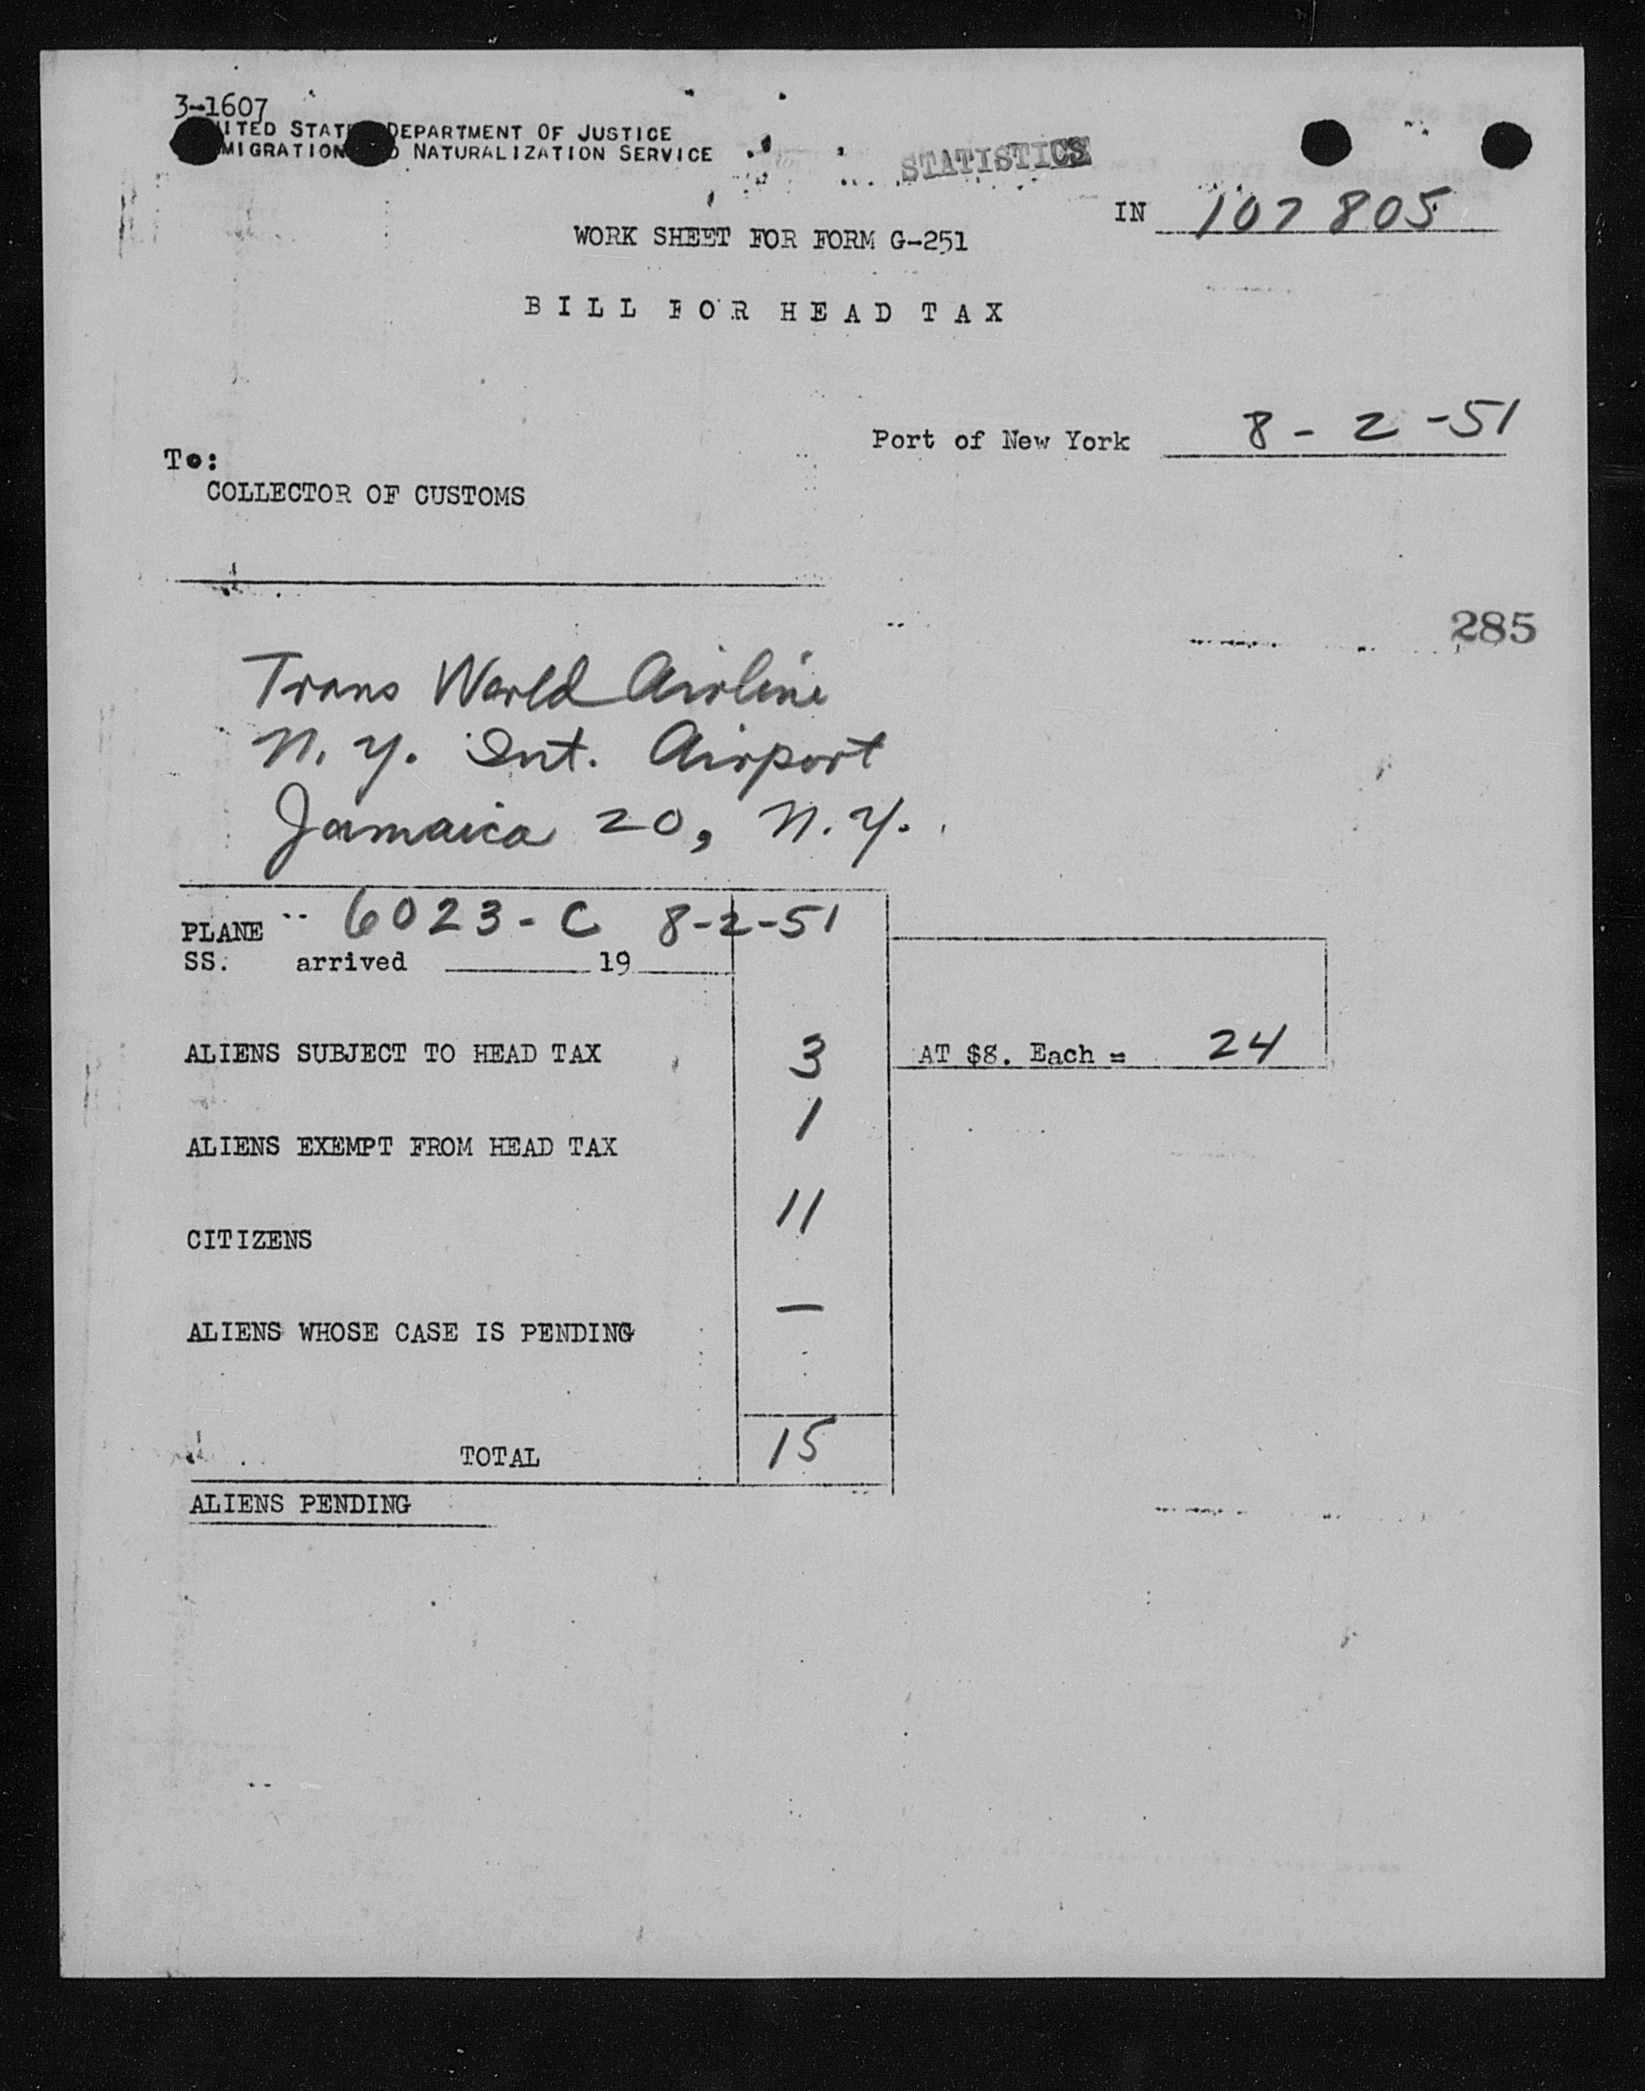 3-1607
UNITED STATES DEPARTMENT OF JUSTICE
IMMIGRATION AND NATURALIZATION SERVICE
STATISTICS
IN 107805
WORK SHEET FOR FORM G-251
BILL FOR HEAD TAX
Port of New York 8-2-51
To:
COLLECTOR OF CUSTOMS
285
Trans World Airline
N.Y. Int. Airport
Jamaica 20, N.Y.
PLANE 6023-C 8-2-51
SS. arrived 19
ALIENS SUBJECT TO HEAD TAX 3 AT $8. Each = 24
ALIENS EXEMPT FROM HEAD TAX 1
CITIZENS 11
ALIENS WHOSE CASE IS PENDING —
TOTAL 15
ALIENS PENDING